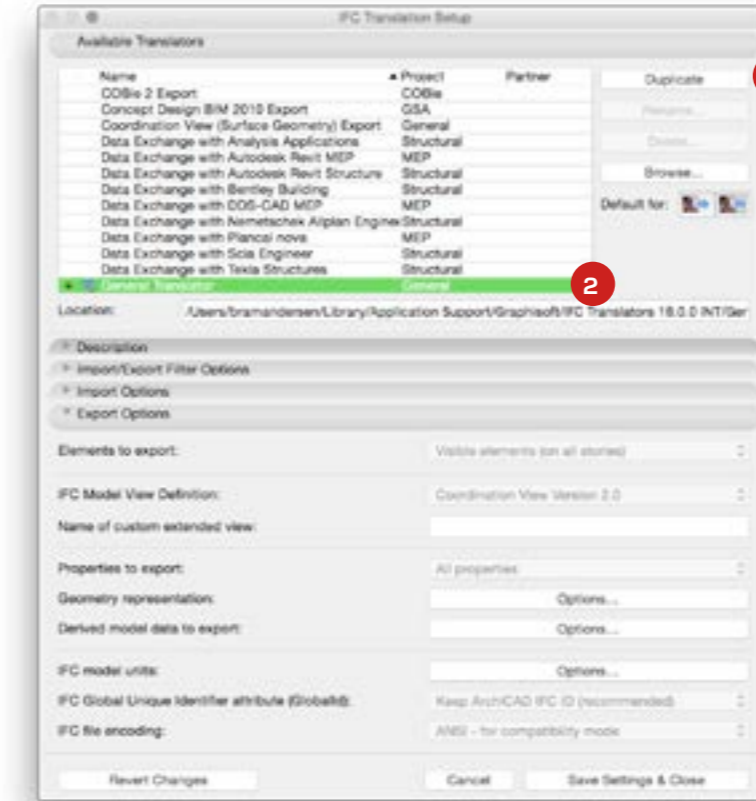 IFC Translation Setup
Available Translators
Name Project Partner
COBie 2 Export COBie
Concept Design BIM 2010 Export GSA
Coordination View (Surface Geometry) Export General
Data Exchange with Analysis Applications Structural
Data Exchange with Autodesk Revit MEP MEP
Data Exchange with Autodesk Revit Structure Structural
Data Exchange with Bentley Building Structural
Data Exchange with DDS-CAD MEP MEP
Data Exchange with Nemetschek Allplan Engineer Structural
Data Exchange with Plancal nova MEP
Data Exchange with Scia Engineer Structural
Data Exchange with Tekla Structures Structural
General Translator General
Duplicate
Rename...
Delete...
Browse...
Default for:
2
Location: /Users/bramandersen/Library/Application Support/Graphisoft/IFC Translators 18.0.0 INT/Ger
Description
Import/Export Filter Options
Import Options
Export Options
Elements to export: Visible elements (on all stories)
IFC Model View Definition: Coordination View Version 2.0
Name of custom extended view:
Properties to export: All properties
Geometry representation: Options...
Derived model data to export: Options...
IFC model units: Options...
IFC Global Unique Identifier attribute (GlobalId): Keep ArchiCAD IFC ID (recommended)
IFC file encoding: ANSI - for compatibility mode
Revert Changes Cancel Save Settings & Close